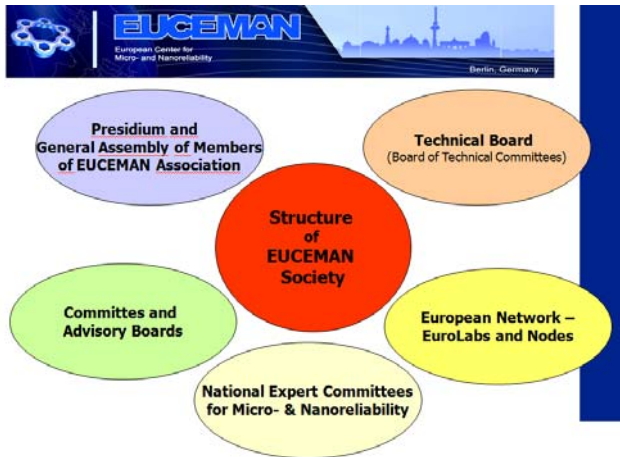 EUCEMAN
European Center for
Micro- and Nanoreliability
Berlin, Germany
Presidium and
General Assembly of Members
of EUCEMAN Association
Technical Board
(Board of Technical Committees)
Structure
of
EUCEMAN
Society
Committes and
Advisory Boards
European Network –
EuroLabs and Nodes
National Expert Committees
for Micro- & Nanoreliability